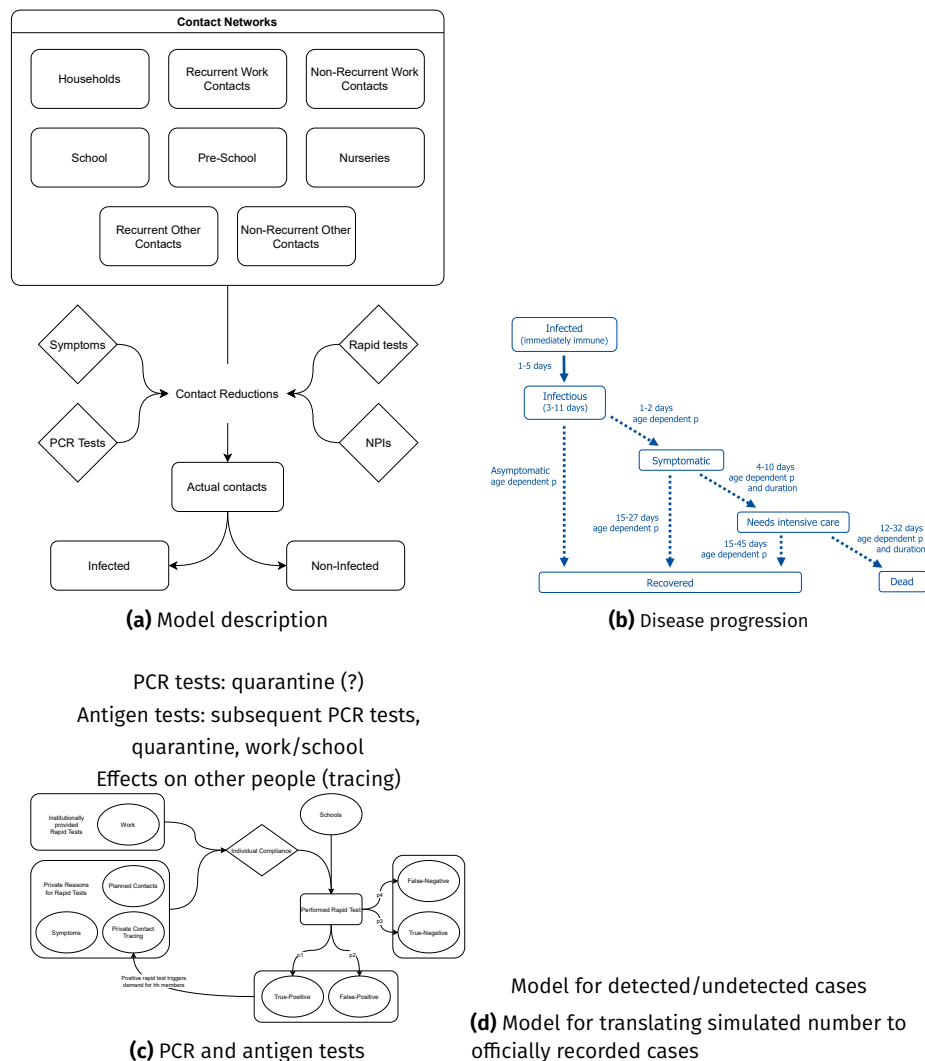 Contact Networks
Households
Recurrent Work
Contacts
Non-Recurrent Work
Contacts
School
Pre-School
Nurseries
Recurrent Other
Contacts
Non-Recurrent Other
Contacts
Symptoms
Rapid tests
Contact Reductions
PCR Tests
NPIs
Actual contacts
Infected
Non-Infected
(a) Model description
Infected
(immediately immune)
1-5 days
Infectious
(3-11 days)
1-2 days
age dependent p
Asymptomatic
age dependent p
Symptomatic
4-10 days
age dependent p
and duration
15-27 days
age dependent p
Needs intensive care
15-45 days
age dependent p
12-32 days
age dependent p
and duration
Recovered
Dead
(b) Disease progression
PCR tests: quarantine (?)
Antigen tests: subsequent PCR tests,
quarantine, work/school
Effects on other people (tracing)
Institutionally
provided
Rapid Tests
Work
Schools
Individual Compliance
Private Reasons
for Rapid Tests
Planned Contacts
Symptoms
Private Contact
Tracing
Performed Rapid Test
p4
False-Negative
p3
True-Negative
p1
p2
Positive rapid test triggers
demand for hh members
True-Positive
False-Positive
(c) PCR and antigen tests
Model for detected/undetected cases
(d) Model for translating simulated number to
officially recorded cases